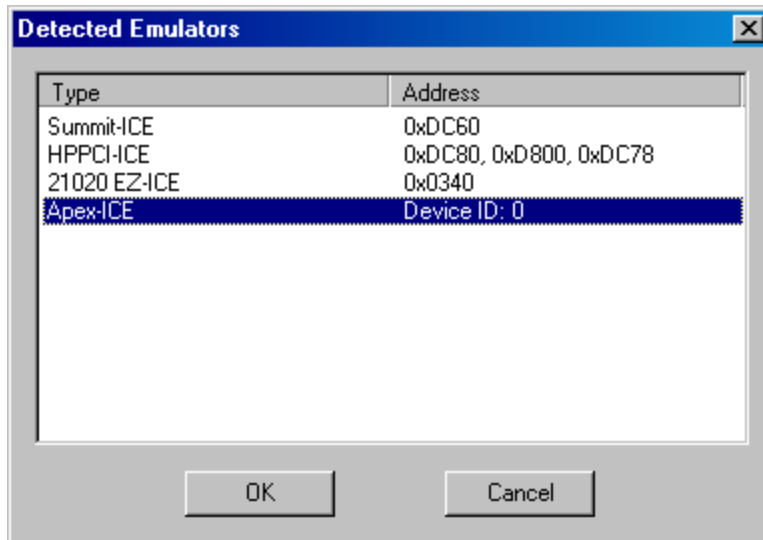 Detected Emulators
Type Address
Summit-ICE 0xDC60
HPPCI-ICE 0xDC80, 0xD800, 0xDC78
21020 EZ-ICE 0x0340
Apex-ICE Device ID: 0
OK Cancel